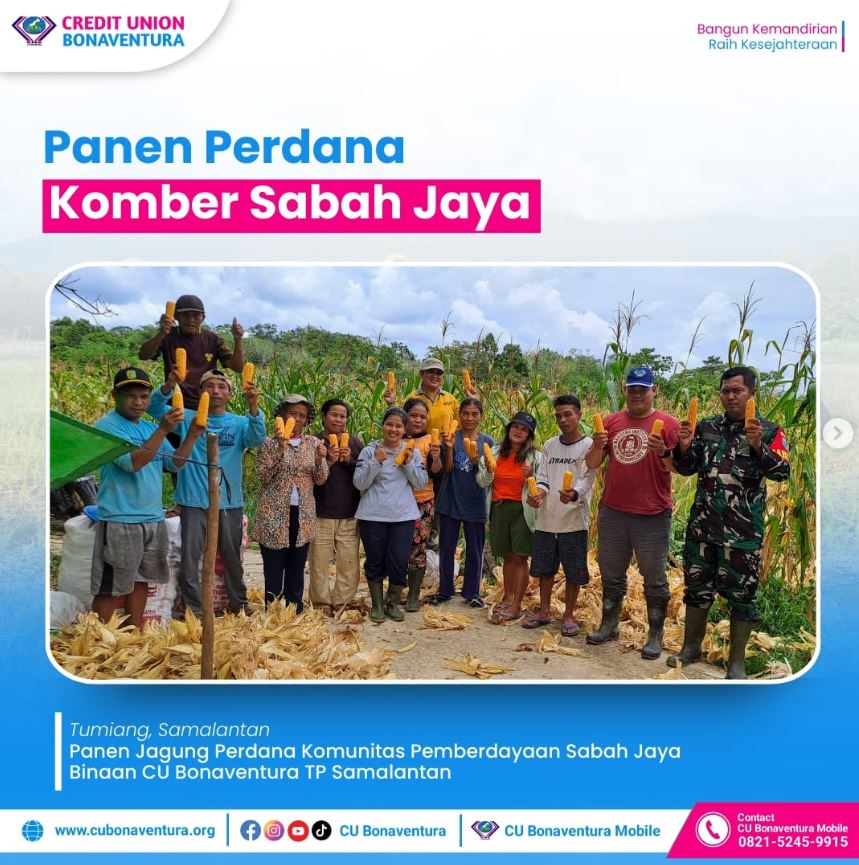 CREDIT UNION
BONAVENTURA
Bangun Kemandirian
Raih Kesejahteraan
Panen Perdana
Komber Sabah Jaya
Tumiang, Samalantan
Panen Jagung Perdana Komunitas Pemberdayaan Sabah Jaya
Binaan CU Bonaventura TP Samalantan
www.cubonaventura.org
CU Bonaventura
CU Bonaventura Mobile
Contact
CU Bonaventura Mobile
0821-5245-9915